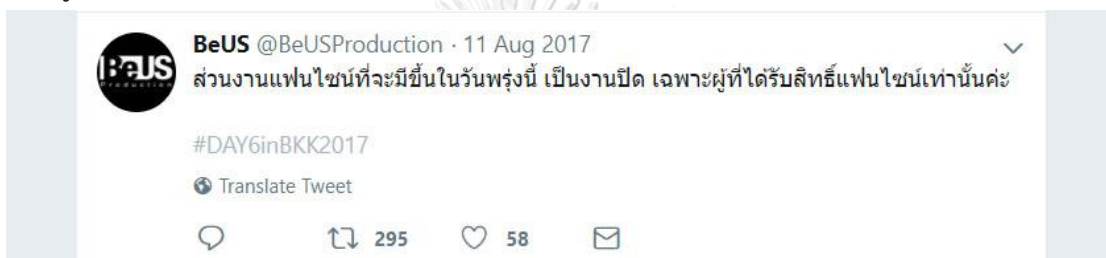 BeUS @BeUSProduction · 11 Aug 2017
ส่วนงานแฟนไซน์ที่จะมีขึ้นในวันพรุ่งนี้ เป็นงานปิด เฉพาะผู้ที่ได้รับสิทธิ์แฟนไซน์เท่านั้นค่ะ
#DAY6inBKK2017
Translate Tweet
295 58
BeUS
Production